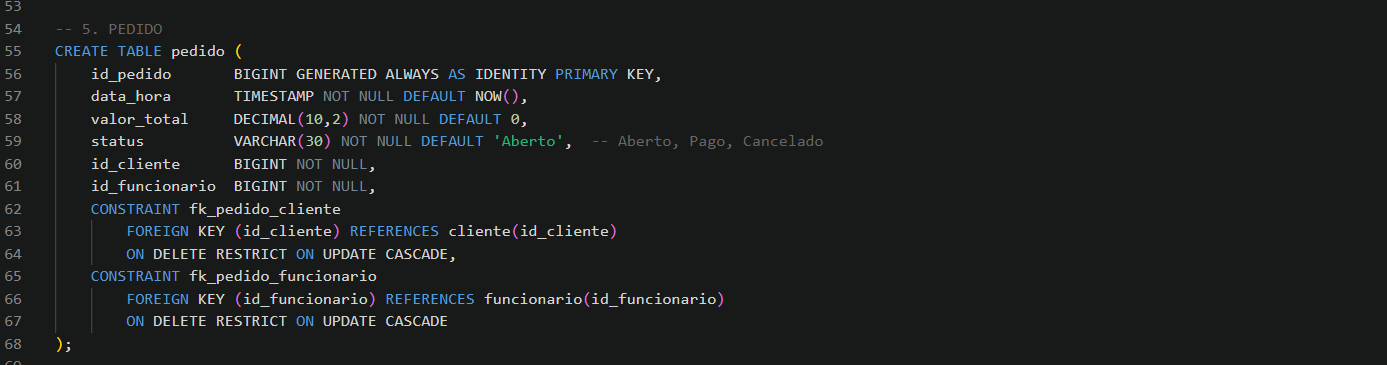 53
54 -- 5. PEDIDO
55 CREATE TABLE pedido (
56     id_pedido       BIGINT GENERATED ALWAYS AS IDENTITY PRIMARY KEY,
57     data_hora       TIMESTAMP NOT NULL DEFAULT NOW(),
58     valor_total     DECIMAL(10,2) NOT NULL DEFAULT 0,
59     status          VARCHAR(30) NOT NULL DEFAULT 'Aberto',  -- Aberto, Pago, Cancelado
60     id_cliente      BIGINT NOT NULL,
61     id_funcionario  BIGINT NOT NULL,
62     CONSTRAINT fk_pedido_cliente
63         FOREIGN KEY (id_cliente) REFERENCES cliente(id_cliente)
64         ON DELETE RESTRICT ON UPDATE CASCADE,
65     CONSTRAINT fk_pedido_funcionario
66         FOREIGN KEY (id_funcionario) REFERENCES funcionario(id_funcionario)
67         ON DELETE RESTRICT ON UPDATE CASCADE
68 );
69